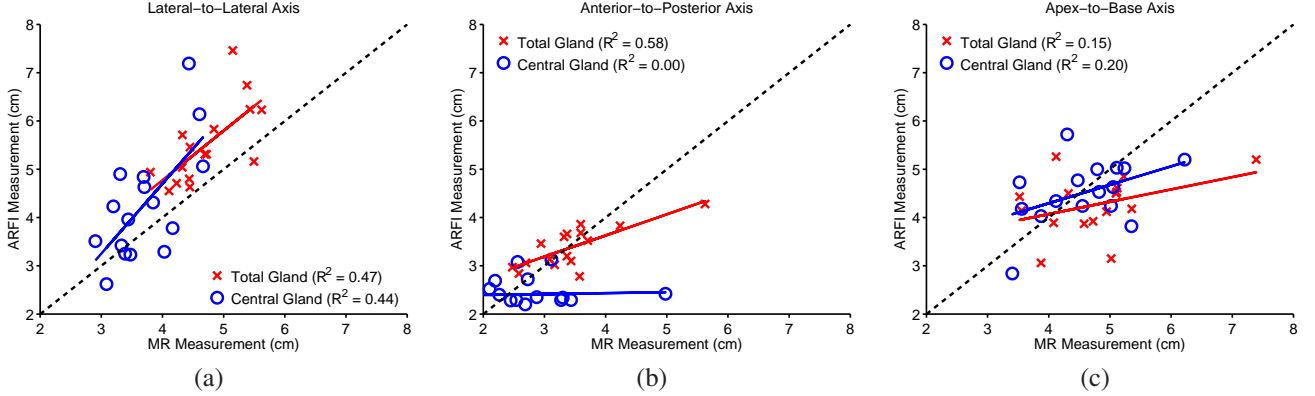 Lateral−to−Lateral Axis
8
7
6
5
4
3
2
ARFI Measurement (cm)
Total Gland (R² = 0.47)
Central Gland (R² = 0.44)
2 3 4 5 6 7 8
MR Measurement (cm)
(a)
Anterior−to−Posterior Axis
8
7
6
5
4
3
2
ARFI Measurement (cm)
Total Gland (R² = 0.58)
Central Gland (R² = 0.00)
2 3 4 5 6 7 8
MR Measurement (cm)
(b)
Apex−to−Base Axis
8
7
6
5
4
3
2
ARFI Measurement (cm)
Total Gland (R² = 0.15)
Central Gland (R² = 0.20)
2 3 4 5 6 7 8
MR Measurement (cm)
(c)